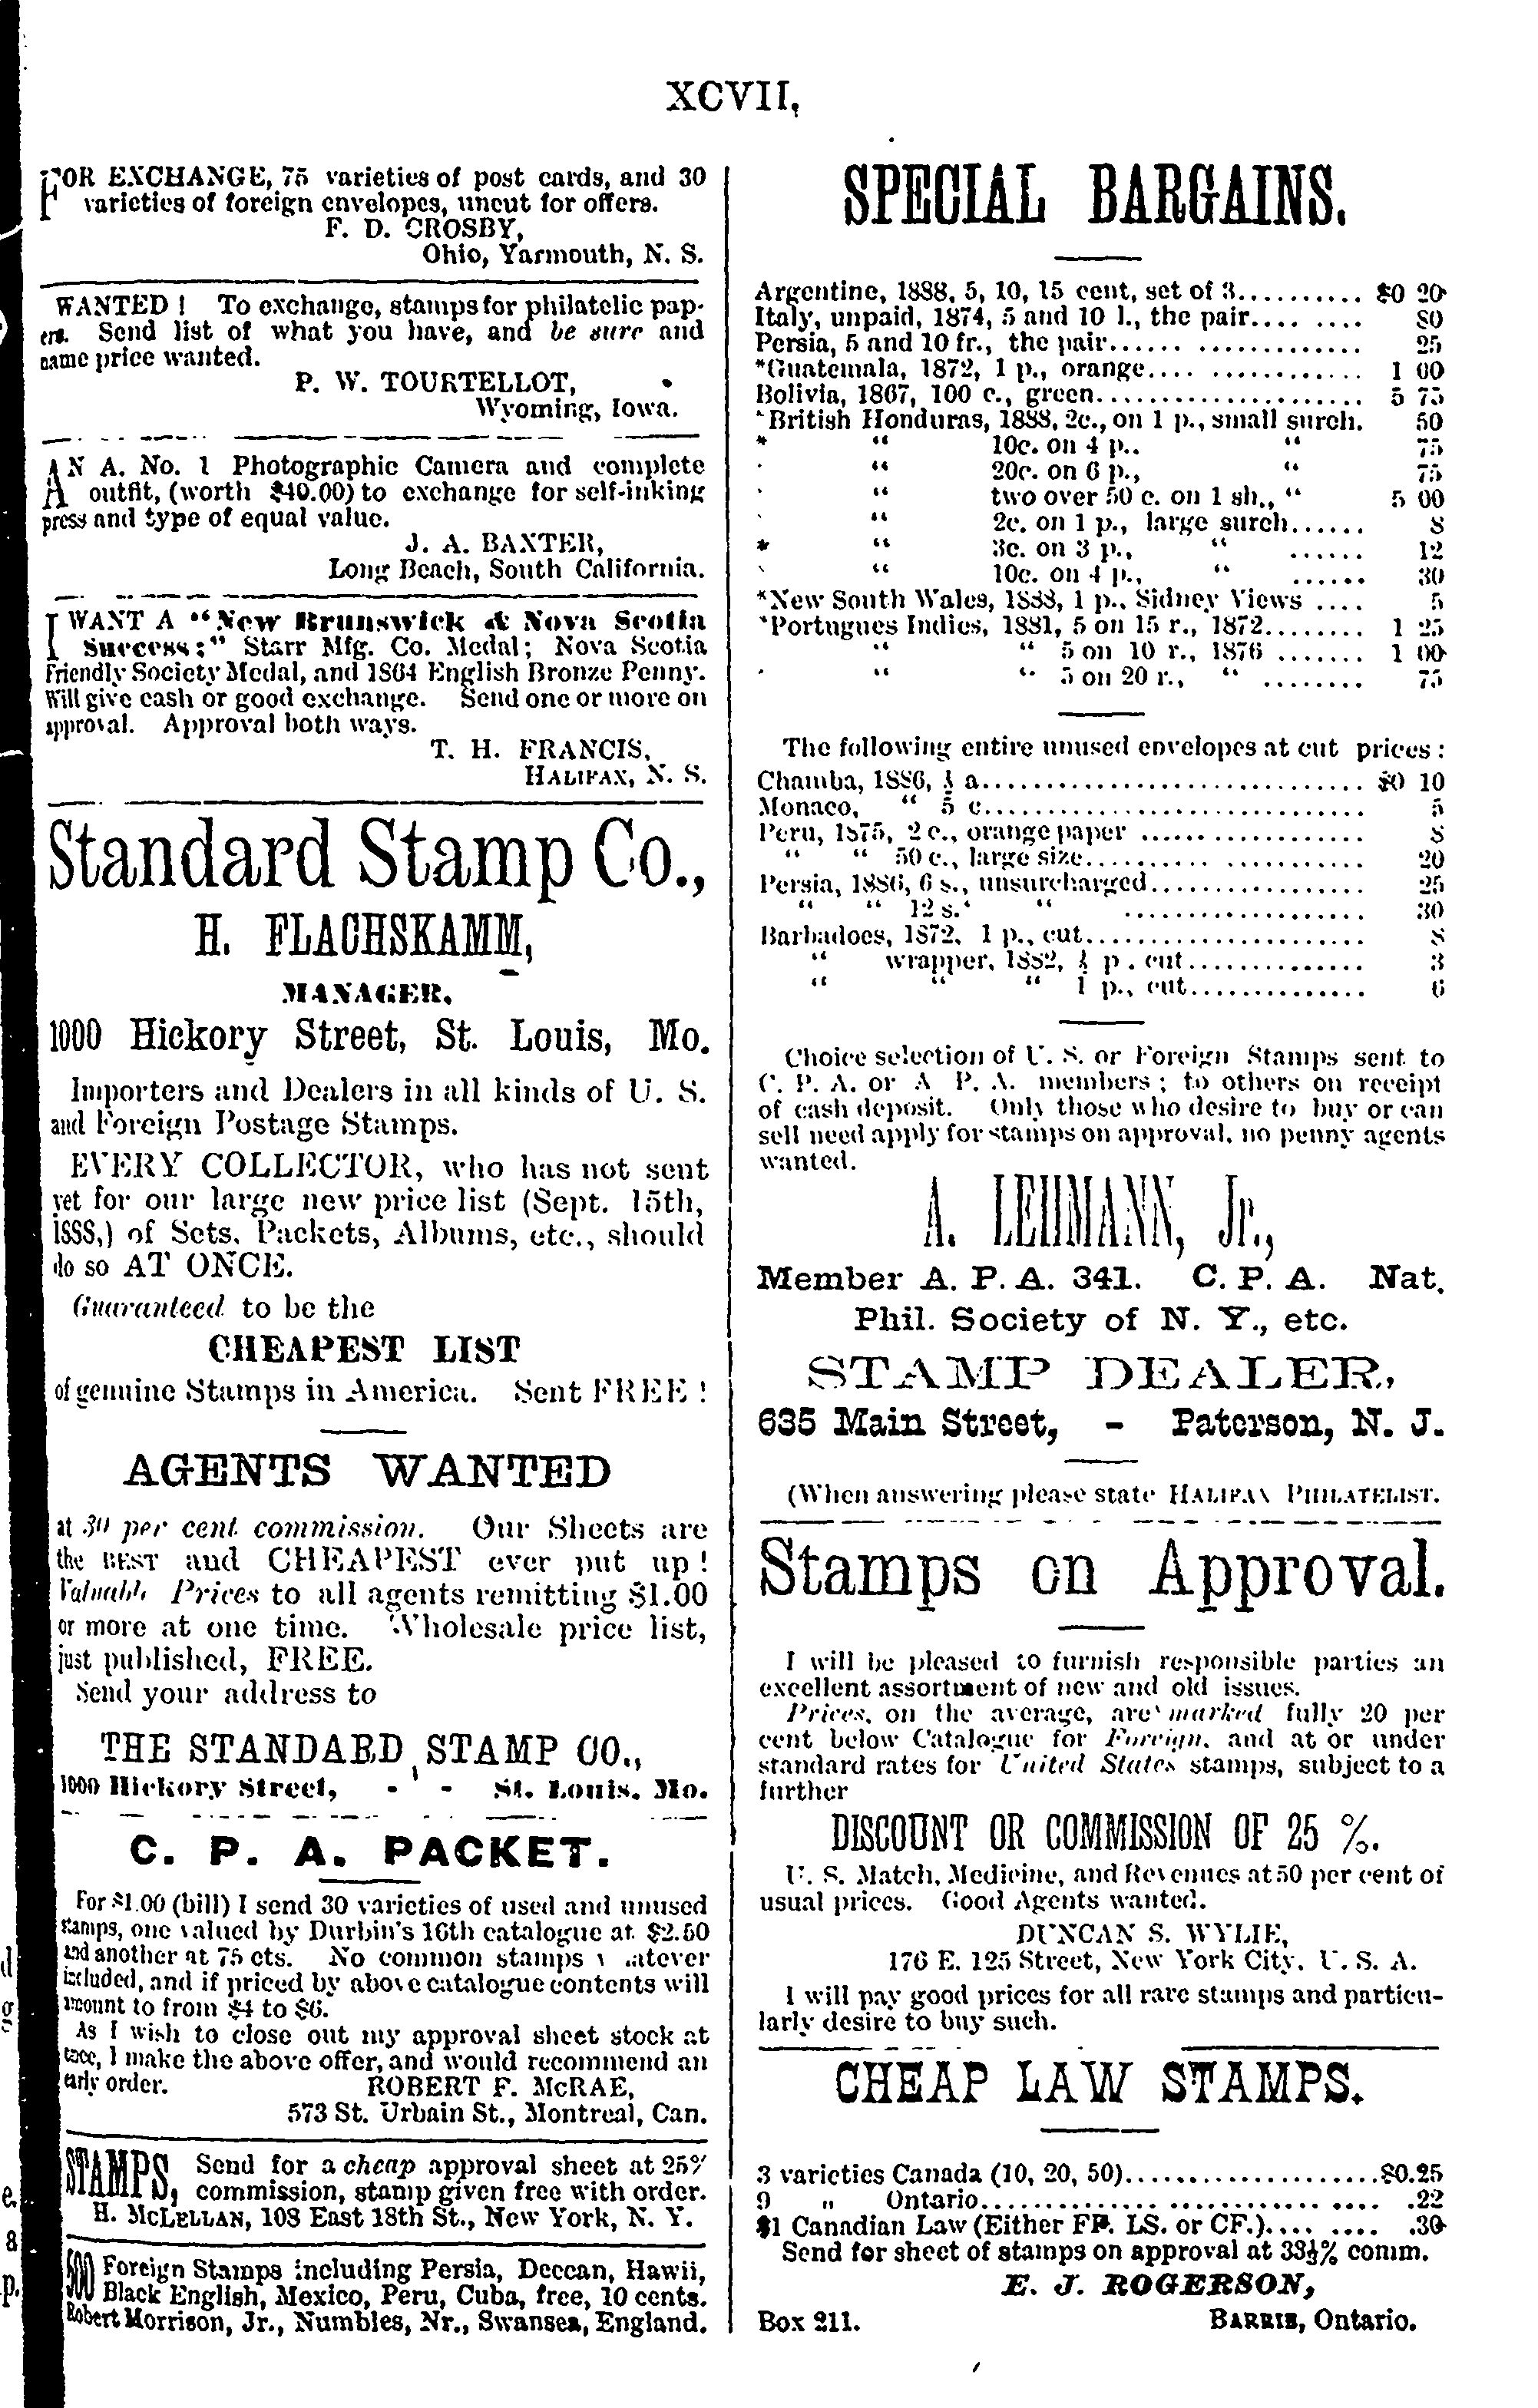 XCVII,
FOR EXCHANGE, 75 varieties of post cards, and 30
varieties of foreign envelopes, uncut for offers.
F. D. CROSBY,
Ohio, Yarmouth, N. S.
WANTED ! To exchange, stamps for philatelic pap-
ers. Send list of what you have, and be sure and
name price wanted.
P. W. TOURTELLOT,
Wyoming, Iowa.
AN A. No. 1 Photographic Camera and complete
outfit, (worth $40.00) to exchange for self-inking
press and type of equal value.
J. A. BAXTER,
Long Beach, South California.
I WANT A "New Brunswick & Nova Scotia
Success;" Starr Mfg. Co. Medal; Nova Scotia
Friendly Society Medal, and 1864 English Bronze Penny.
Will give cash or good exchange. Send one or more on
approval. Approval both ways.
T. H. FRANCIS,
HALIFAX, N. S.
Standard Stamp Co.,
H. FLACHSKAMM,
MANAGER.
1000 Hickory Street, St. Louis, Mo.
Importers and Dealers in all kinds of U. S.
and Foreign Postage Stamps.
EVERY COLLECTOR, who has not sent
yet for our large new price list (Sept. 15th,
1888,) of Sets, Packets, Albums, etc., should
do so AT ONCE.
Guaranteed to be the
CHEAPEST LIST
of genuine Stamps in America. Sent FREE !
AGENTS WANTED
at 30 per cent commission. Our Sheets are
the BEST and CHEAPEST ever put up !
Valuable Prices to all agents remitting $1.00
or more at one time. Wholesale price list,
just published, FREE.
Send your address to
THE STANDARD STAMP CO.,
1000 Hickory Street, - - St. Louis, Mo.
C. P. A. PACKET.
For $1.00 (bill) I send 30 varieties of used and unused
stamps, one valued by Durbin's 16th catalogue at $2.50
and another at 75 cts. No common stamps
included, and if priced by above catalogue contents will
amount to from $4 to $6.
As I wish to close out my approval sheet stock at
once, I make the above offer, and would recommend an
early order. ROBERT F. McRAE,
573 St. Urbain St., Montreal, Can.
STAMPS, Send for a cheap approval sheet at 25%
commission, stamp given free with order.
H. McLELLAN, 108 East 18th St., New York, N. Y.
500 Foreign Stamps including Persia, Deccan, Hawii,
Black English, Mexico, Peru, Cuba, free, 10 cents.
Robert Morrison, Jr., Numbles, Nr., Swansea, England.
SPECIAL BARGAINS.
Argentine, 1888, 5, 10, 15 cent, set of 3.......... $0 20
Italy, unpaid, 1874, 5 and 10 l., the pair.... .... 80
Persia, 5 and 10 fr., the pair...... ............. 25
*Guatemala, 1872, 1 p., orange.... ............ 1 00
Bolivia, 1867, 100 c., green.................... 5 75
*British Honduras, 1888, 2c., on 1 p., small surch. 50
* " 10c. on 4 p.. " 75
" 20c. on 6 p., " 75
" two over 50 c. on 1 sh., " 5 00
" 2c. on 1 p., large surch...... 8
* " 3c. on 3 p., " ...... 12
" 10c. on 4 p., " ...... 30
*New South Wales, 1888, 1 p., Sidney Views .... 5
*Portugues Indies, 1881, 5 on 15 r., 1872........ 1 25
" " 5 on 10 r., 1876 ....... 1 00
" " 5 on 20 r., " ........ 75
The following entire unused envelopes at cut prices :
Chamba, 1886, ½ a............................. $0 10
Monaco, " 5 c............................. 5
Peru, 1875, 2 c., orange paper ................. 8
" " 50 c., large size..................... 20
Persia, 1886, 6 s., unsurcharged................ 25
" " 12 s. " ................... 30
Barbadoes, 1872, 1 p., cut..................... 8
" wrapper, 1882, ½ p. cut............... 3
" " " 1 p., cut............... 6
Choice selection of U. S. or Foreign Stamps sent to
C. P. A. or A P. A. members ; to others on receipt
of cash deposit. Only those who desire to buy or can
sell need apply for stamps on approval, no penny agents
wanted.
A. LEHMANN, Jr.,
Member A. P. A. 341. C. P. A. Nat.
Phil. Society of N. Y., etc.
STAMP DEALER,
635 Main Street, - Paterson, N. J.
(When answering please state HALIFAX PHILATELIST.
Stamps on Approval.
I will be pleased to furnish responsible parties an
excellent assortment of new and old issues.
Prices, on the average, are marked fully 20 per
cent below Catalogue for Foreign, and at or under
standard rates for United States stamps, subject to a
further
DISCOUNT OR COMMISSION OF 25 %.
U. S. Match, Medicine, and Revenues at 50 per cent of
usual prices. Good Agents wanted.
DUNCAN S. WYLIE,
176 E. 125 Street, New York City, U. S. A.
I will pay good prices for all rare stamps and particu-
larly desire to buy such.
CHEAP LAW STAMPS.
3 varieties Canada (10, 20, 50)..................... $0.25
9 " Ontario............................... .22
$1 Canadian Law (Either FF. LS. or CF.).... .... .30
Send for sheet of stamps on approval at 33⅓% comm.
E. J. ROGERSON,
Box 211. BARRIE, Ontario.